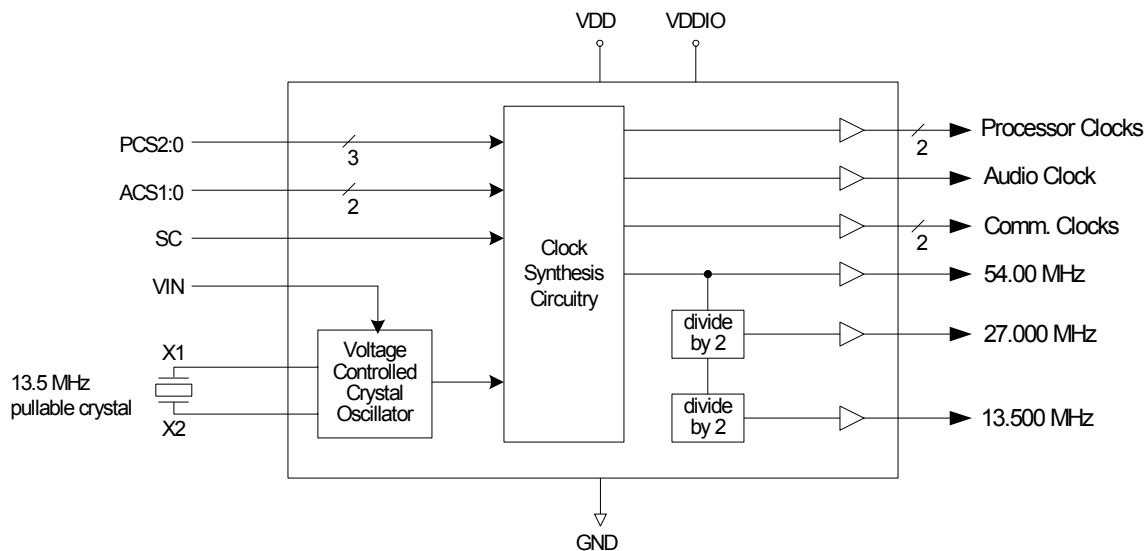 VDD
VDDIO
PCS2:0
3
ACS1:0
2
SC
VIN
X1
13.5 MHz
pullable crystal
X2
Voltage
Controlled
Crystal
Oscillator
Clock
Synthesis
Circuitry
divide
by 2
divide
by 2
2
Processor Clocks
Audio Clock
2
Comm. Clocks
54.00 MHz
27.000 MHz
13.500 MHz
GND